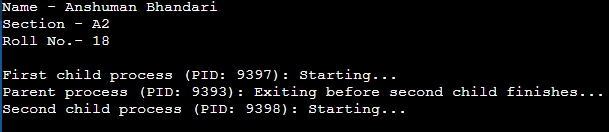 Name - Anshuman Bhandari
Section - A2
Roll No.- 18
First child process (PID: 9397): Starting...
Parent process (PID: 9393): Exiting before second child finishes...
Second child process (PID: 9398): Starting...